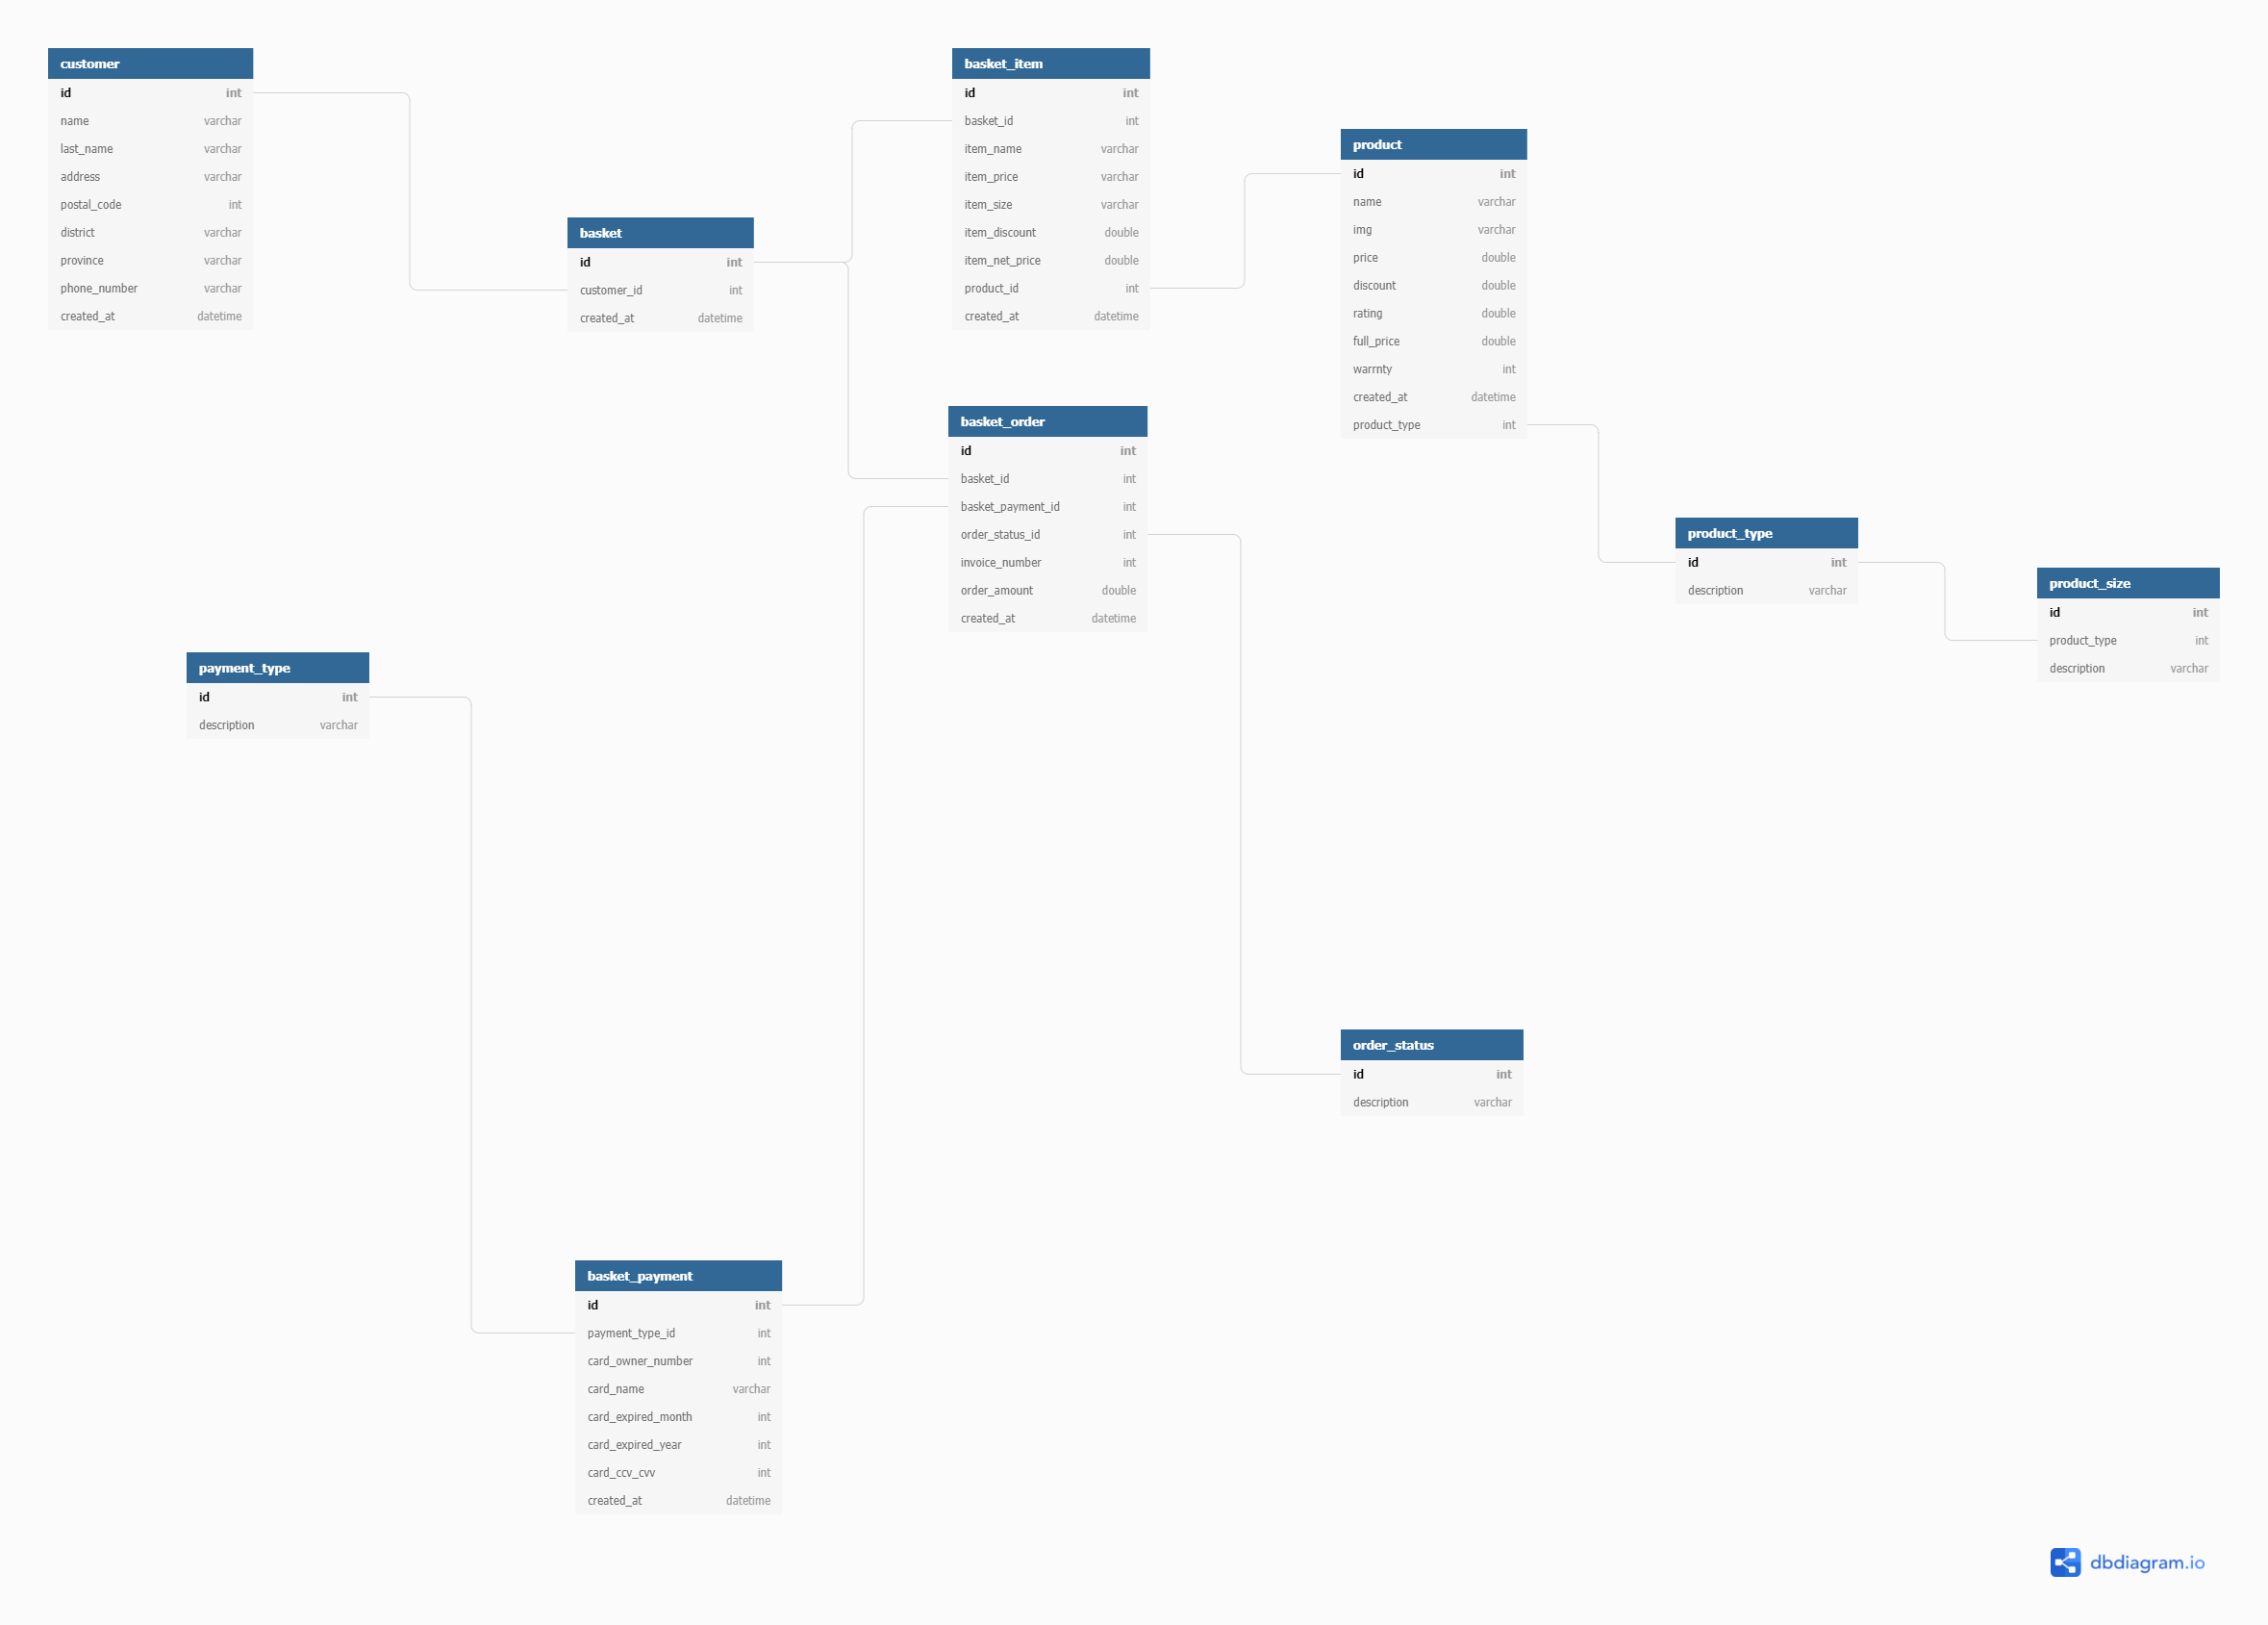 customer
id int
name varchar
last_name varchar
address varchar
postal_code int
district varchar
province varchar
phone_number varchar
created_at datetime
basket
id int
customer_id int
created_at datetime
basket_item
id int
basket_id int
item_name varchar
item_price varchar
item_size varchar
item_discount double
item_net_price double
product_id int
created_at datetime
product
id int
name varchar
img varchar
price double
discount double
rating double
full_price double
warrnty int
created_at datetime
product_type int
basket_order
id int
basket_id int
basket_payment_id int
order_status_id int
invoice_number int
order_amount double
created_at datetime
product_type
id int
description varchar
product_size
id int
product_type int
description varchar
payment_type
id int
description varchar
order_status
id int
description varchar
basket_payment
id int
payment_type_id int
card_owner_number int
card_name varchar
card_expired_month int
card_expired_year int
card_ccv_cvv int
created_at datetime
dbdiagram.io